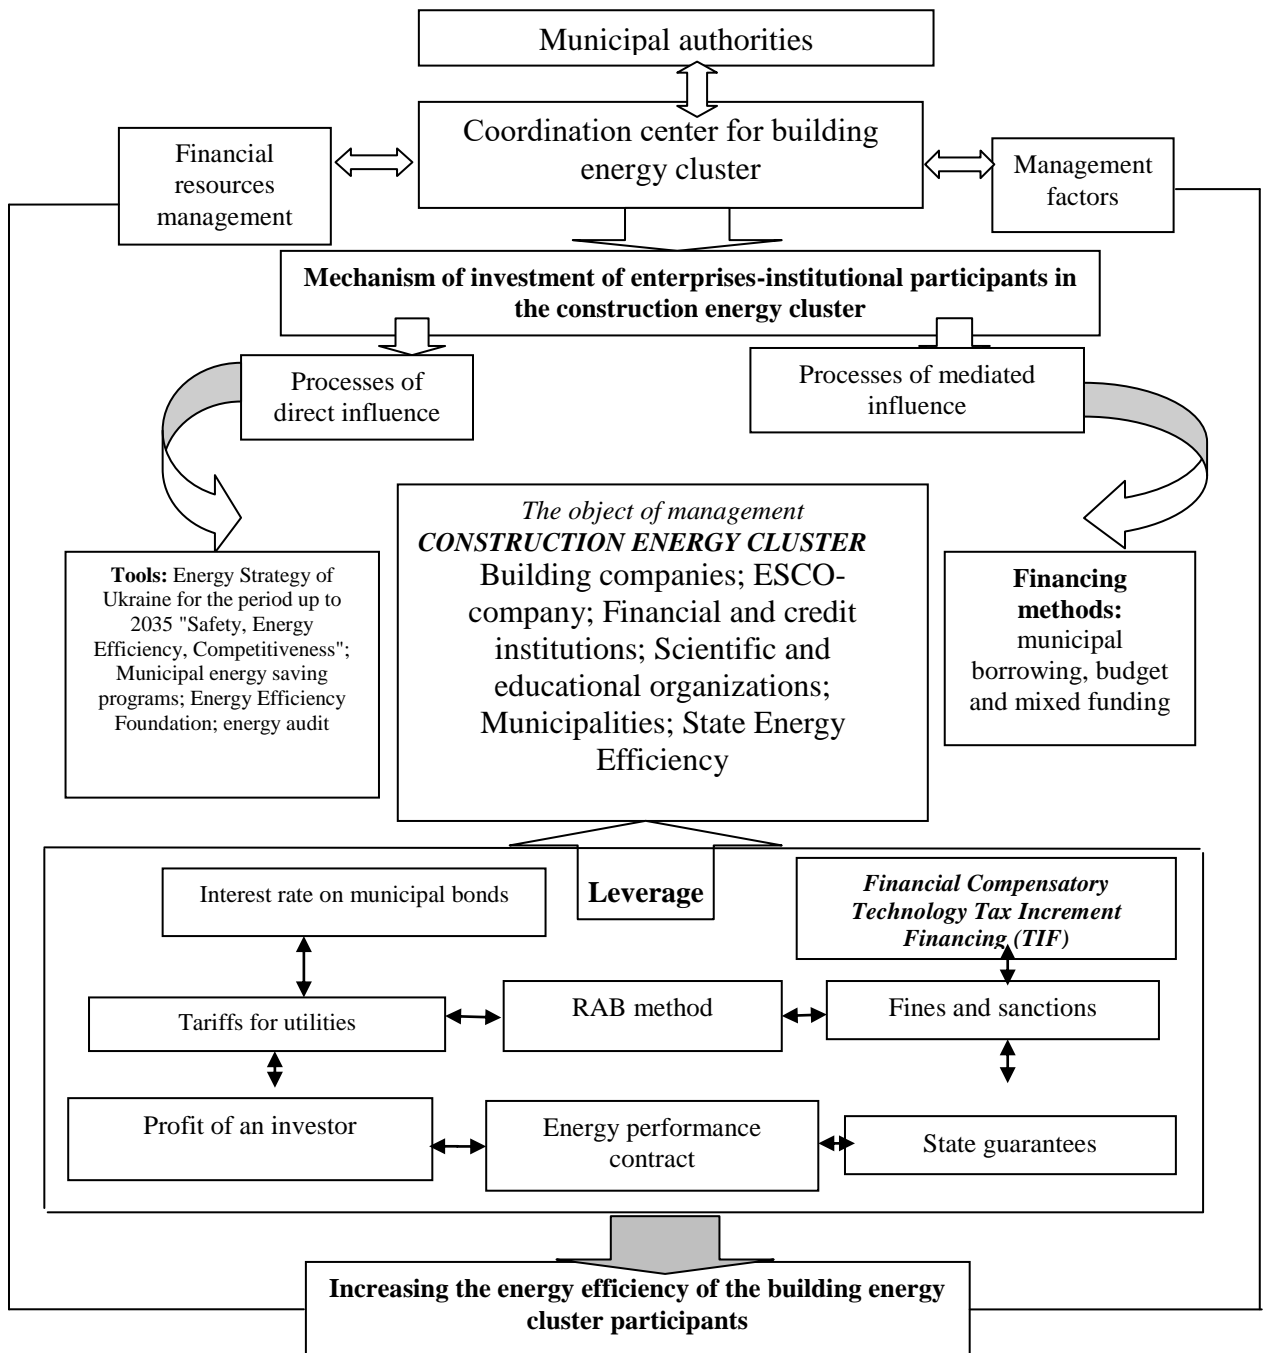 Municipal authorities
Coordination center for building
energy cluster
Financial
resources
management
Management
factors
Mechanism of investment of enterprises-institutional participants in
the construction energy cluster
Processes of
direct influence
Processes of mediated
influence
The object of management
CONSTRUCTION ENERGY CLUSTER
Building companies; ESCO-
company; Financial and credit
institutions; Scientific and
educational organizations;
Municipalities; State Energy
Efficiency
Tools: Energy Strategy of
Ukraine for the period up to
2035 "Safety, Energy
Efficiency, Competitiveness";
Municipal energy saving
programs; Energy Efficiency
Foundation; energy audit
Financing
methods:
municipal
borrowing, budget
and mixed funding
Leverage
Interest rate on municipal bonds
Financial Compensatory
Technology Tax Increment
Financing (TIF)
Tariffs for utilities
RAB method
Fines and sanctions
Profit of an investor
Energy performance
contract
State guarantees
Increasing the energy efficiency of the building energy
cluster participants